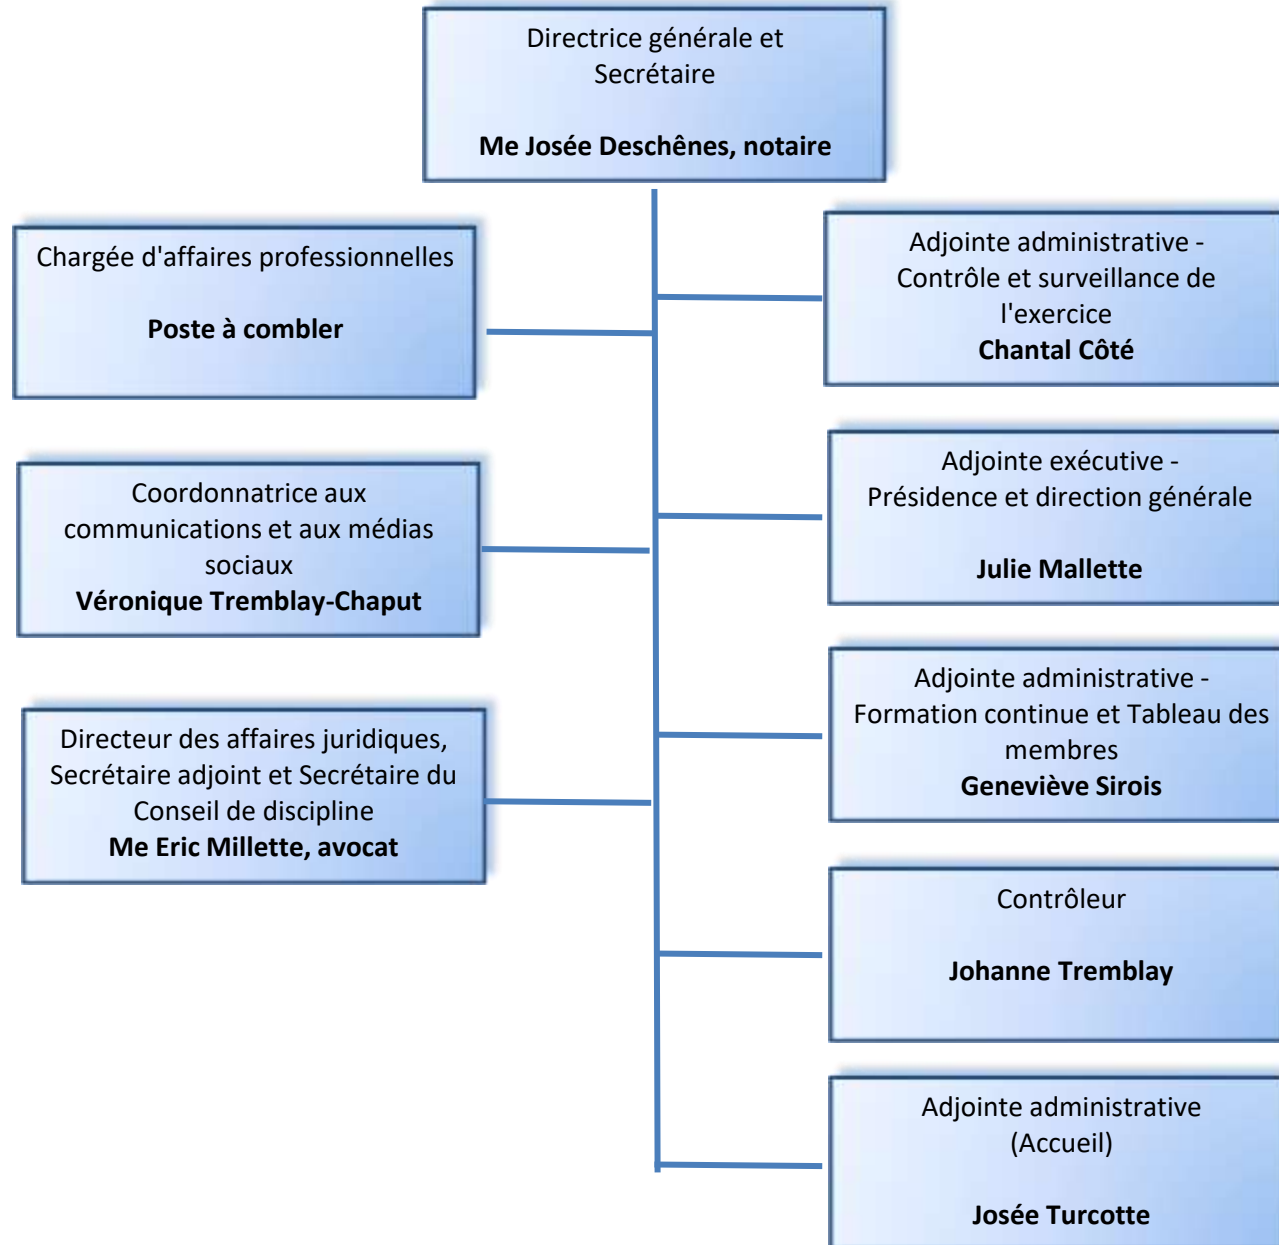 Directrice générale et
Secrétaire
Me Josée Deschênes, notaire
Chargée d'affaires professionnelles
Poste à combler
Coordonnatrice aux
communications et aux médias
sociaux
Véronique Tremblay-Chaput
Directeur des affaires juridiques,
Secrétaire adjoint et Secrétaire du
Conseil de discipline
Me Eric Millette, avocat
Adjointe administrative -
Contrôle et surveillance de
l'exercice
Chantal Côté
Adjointe exécutive -
Présidence et direction générale
Julie Mallette
Adjointe administrative -
Formation continue et Tableau des
membres
Geneviève Sirois
Contrôleur
Johanne Tremblay
Adjointe administrative
(Accueil)
Josée Turcotte